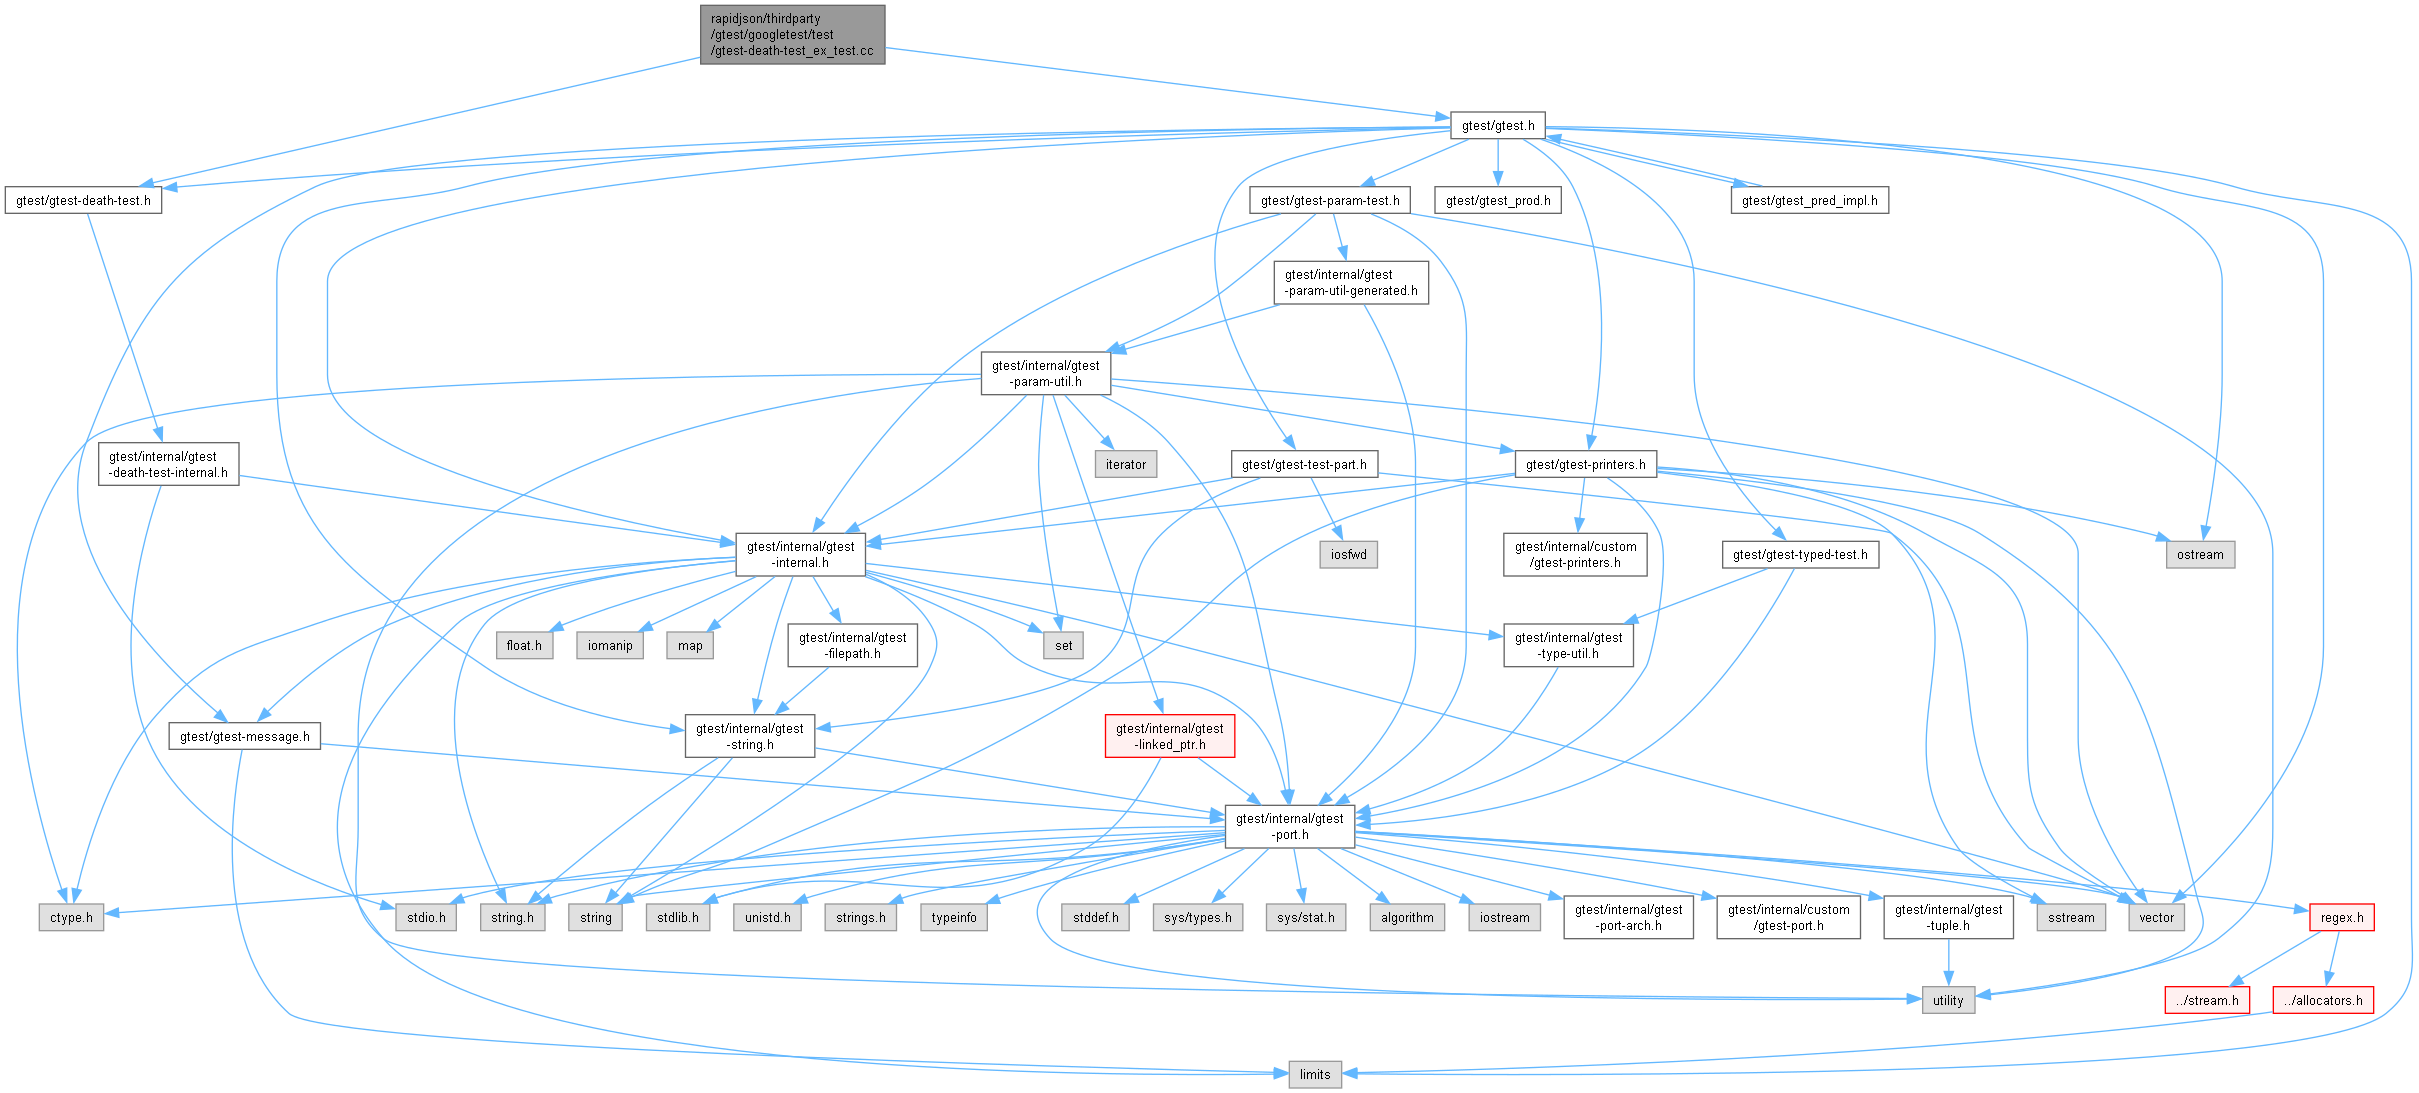 rapidjson/thirdparty
/gtest/googletest/test
/gtest-death-test_ex_test.cc
gtest/gtest.h
gtest/gtest-death-test.h
gtest/gtest-param-test.h
gtest/gtest_prod.h
gtest/gtest_pred_impl.h
gtest/internal/gtest
-param-util-generated.h
gtest/internal/gtest
-param-util.h
gtest/internal/gtest
-death-test-internal.h
iterator
gtest/gtest-test-part.h
gtest/gtest-printers.h
gtest/internal/gtest
-internal.h
iosfwd
gtest/internal/custom
/gtest-printers.h
gtest/gtest-typed-test.h
ostream
float.h
iomanip
map
gtest/internal/gtest
-filepath.h
set
gtest/internal/gtest
-type-util.h
gtest/gtest-message.h
gtest/internal/gtest
-string.h
gtest/internal/gtest
-linked_ptr.h
gtest/internal/gtest
-port.h
ctype.h
stdio.h
string.h
string
stdlib.h
unistd.h
strings.h
typeinfo
stddef.h
sys/types.h
sys/stat.h
algorithm
iostream
gtest/internal/gtest
-port-arch.h
gtest/internal/custom
/gtest-port.h
gtest/internal/gtest
-tuple.h
sstream
vector
regex.h
utility
../stream.h
../allocators.h
limits